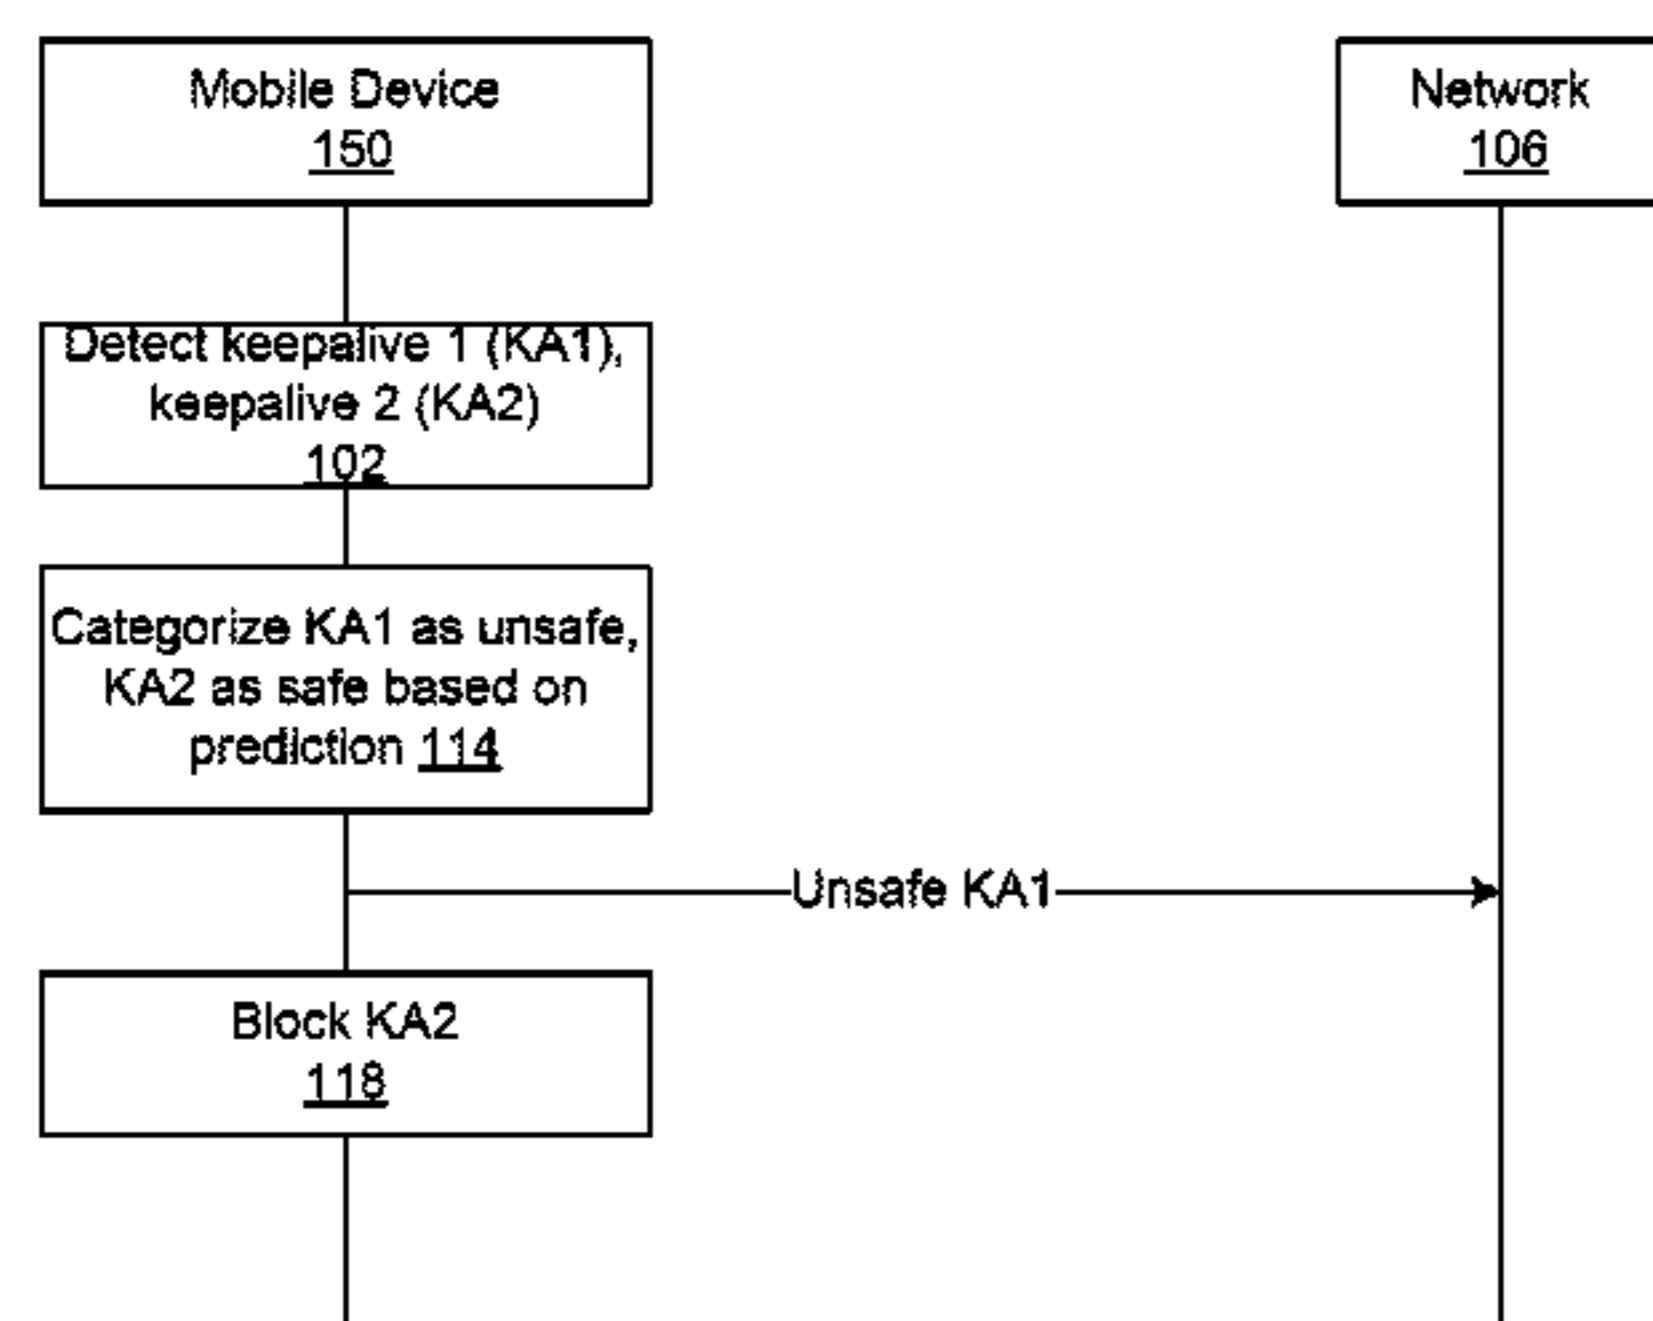 Mobile Device
150
Network
106
Detect keepalive 1 (KA1),
keepalive 2 (KA2)
102
Categorize KA1 as unsafe,
KA2 as safe based on
prediction 114
Unsafe KA1
Block KA2
118